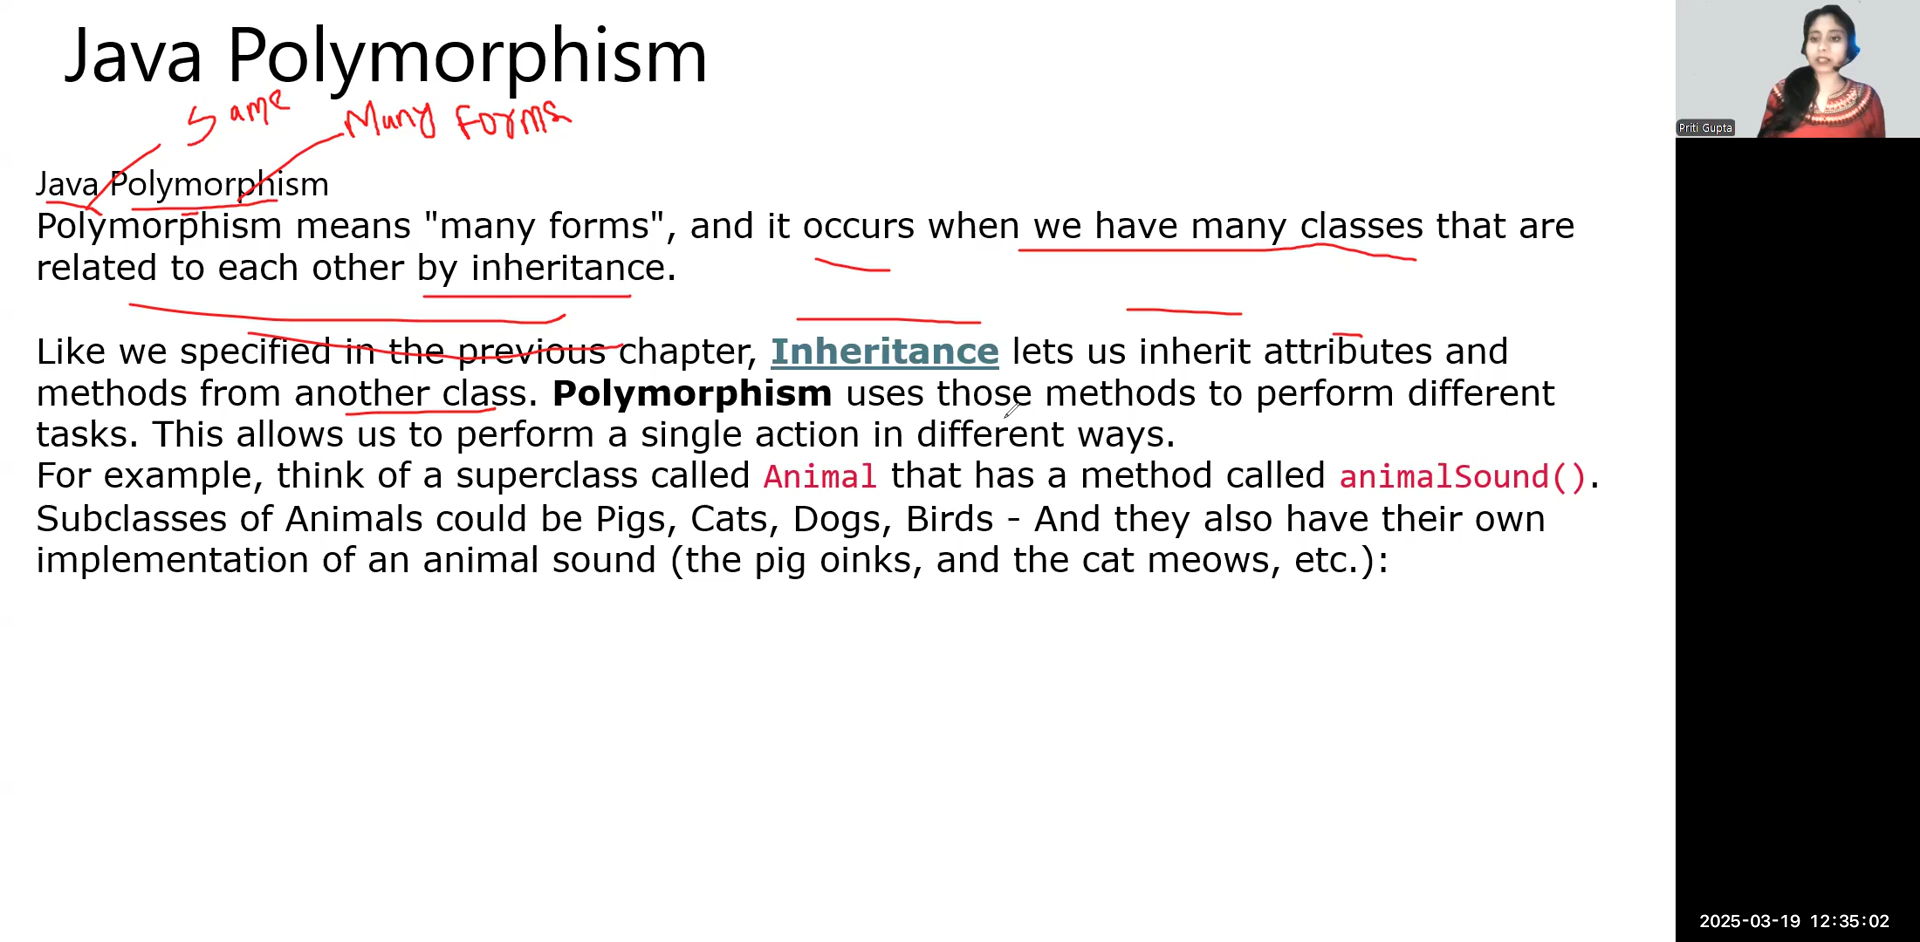 Java Polymorphism
Same
Many Forms
Java Polymorphism
Polymorphism means "many forms", and it occurs when we have many classes that are
related to each other by inheritance.
Like we specified in the previous chapter, Inheritance lets us inherit attributes and
methods from another class. Polymorphism uses those methods to perform different
tasks. This allows us to perform a single action in different ways.
For example, think of a superclass called Animal that has a method called animalSound().
Subclasses of Animals could be Pigs, Cats, Dogs, Birds - And they also have their own
implementation of an animal sound (the pig oinks, and the cat meows, etc.):
Priti Gupta
2025-03-19 12:35:02